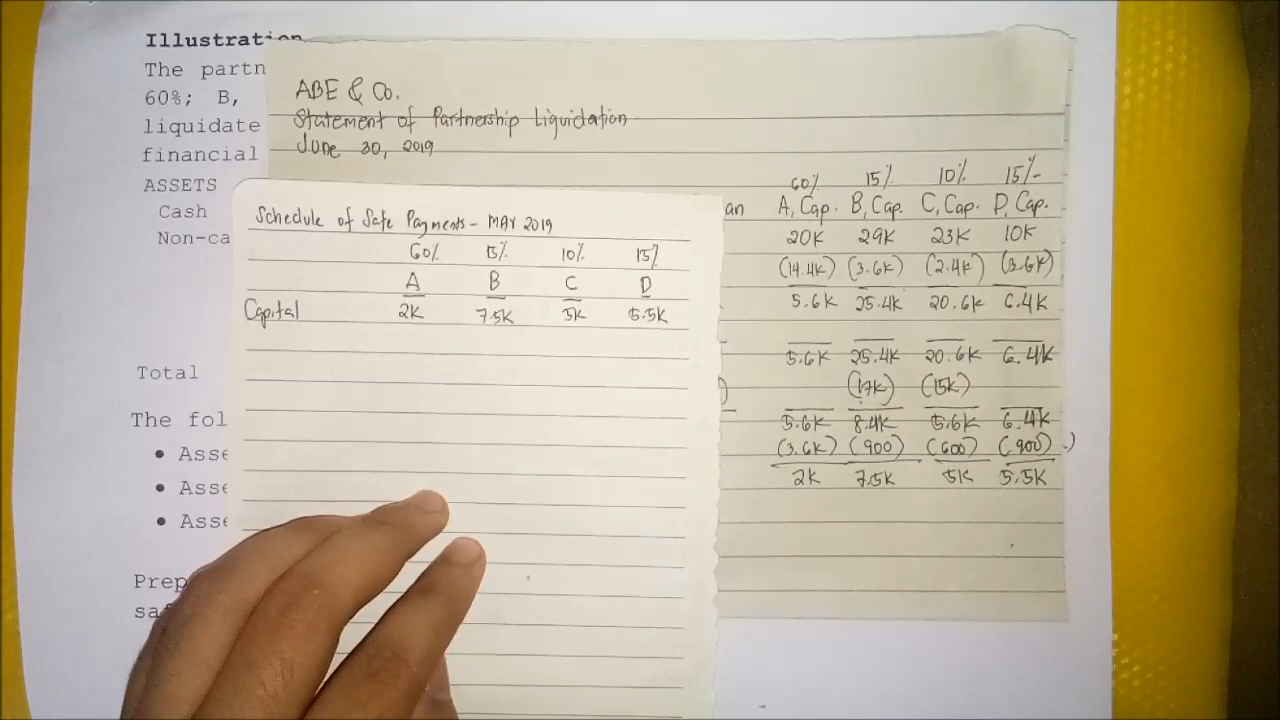 Illustration
The partn
60%; B,
liquidate
financial
ASSETS
Cash
Non-ca
Total
The fol
• Asse
• Asse
• Asse
Prep
sa
ABE & Co.
Statement of Partnership Liquidation
June 30, 2019
60% 15% 10% 15%
an A, Cap. B, Cap. C, Cap. D, Cap.
20K 29K 23K 10K
(14.4K) (3.6K) (2.4K) (3.6K)
5.6K 25.4K 20.6K 6.4K
5.6K 25.4K 20.6K 6.4K
) (17K) (15K)
5.6K 8.4K 5.6K 6.4K
(3.6K) (900) (600) (900)
2K 7.5K 5K 5.5K
Schedule of Safe Payments - MAY 2019
60% 15% 10% 15%
A B C D
Capital 2K 7.5K 5K 5.5K